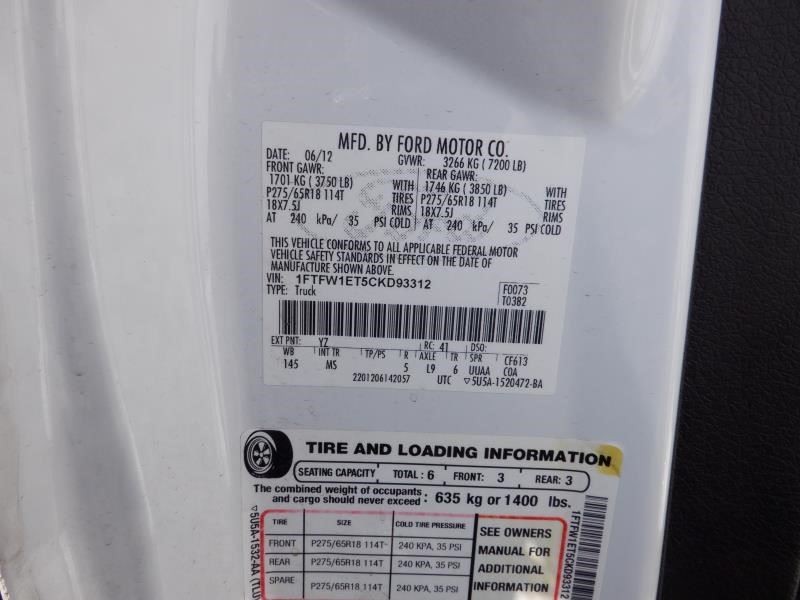 MFD. BY FORD MOTOR CO.
DATE: 06/12 GVWR: 3266 KG ( 7200 LB)
FRONT GAWR: REAR GAWR:
1701 KG ( 3750 LB) WITH 1746 KG ( 3850 LB) WITH
P275/65R18 114T TIRES P275/65R18 114T TIRES
18X7.5J RIMS 18X7.5J RIMS
AT 240 kPa/ 35 PSI COLD AT 240 kPa/ 35 PSI COLD
THIS VEHICLE CONFORMS TO ALL APPLICABLE FEDERAL MOTOR
VEHICLE SAFETY STANDARDS IN EFFECT ON THE DATE OF
MANUFACTURE SHOWN ABOVE.
VIN: 1FTFW1ET5CKD93312 F0073
TYPE: Truck T0382
EXT PNT: YZ RC: 41 DSO:
WB INT TR TP/PS R AXLE TR SPR CF613
145 MS 5 L9 6 UUAA COA
2201206142057 UTC ▽5U5A-1520472-BA
TIRE AND LOADING INFORMATION
SEATING CAPACITY TOTAL: 6 FRONT: 3 REAR: 3
The combined weight of occupants
and cargo should never exceed: 635 kg or 1400 lbs.
TIRE SIZE COLD TIRE PRESSURE
FRONT P275/65R18 114T 240 KPA, 35 PSI
REAR P275/65R18 114T 240 KPA, 35 PSI
SPARE P275/65R18 114T 240 KPA, 35 PSI
SEE OWNERS
MANUAL FOR
ADDITIONAL
INFORMATION
▽5U5A-1532-AA (TLU)
1FTFW1ET5CKD93312